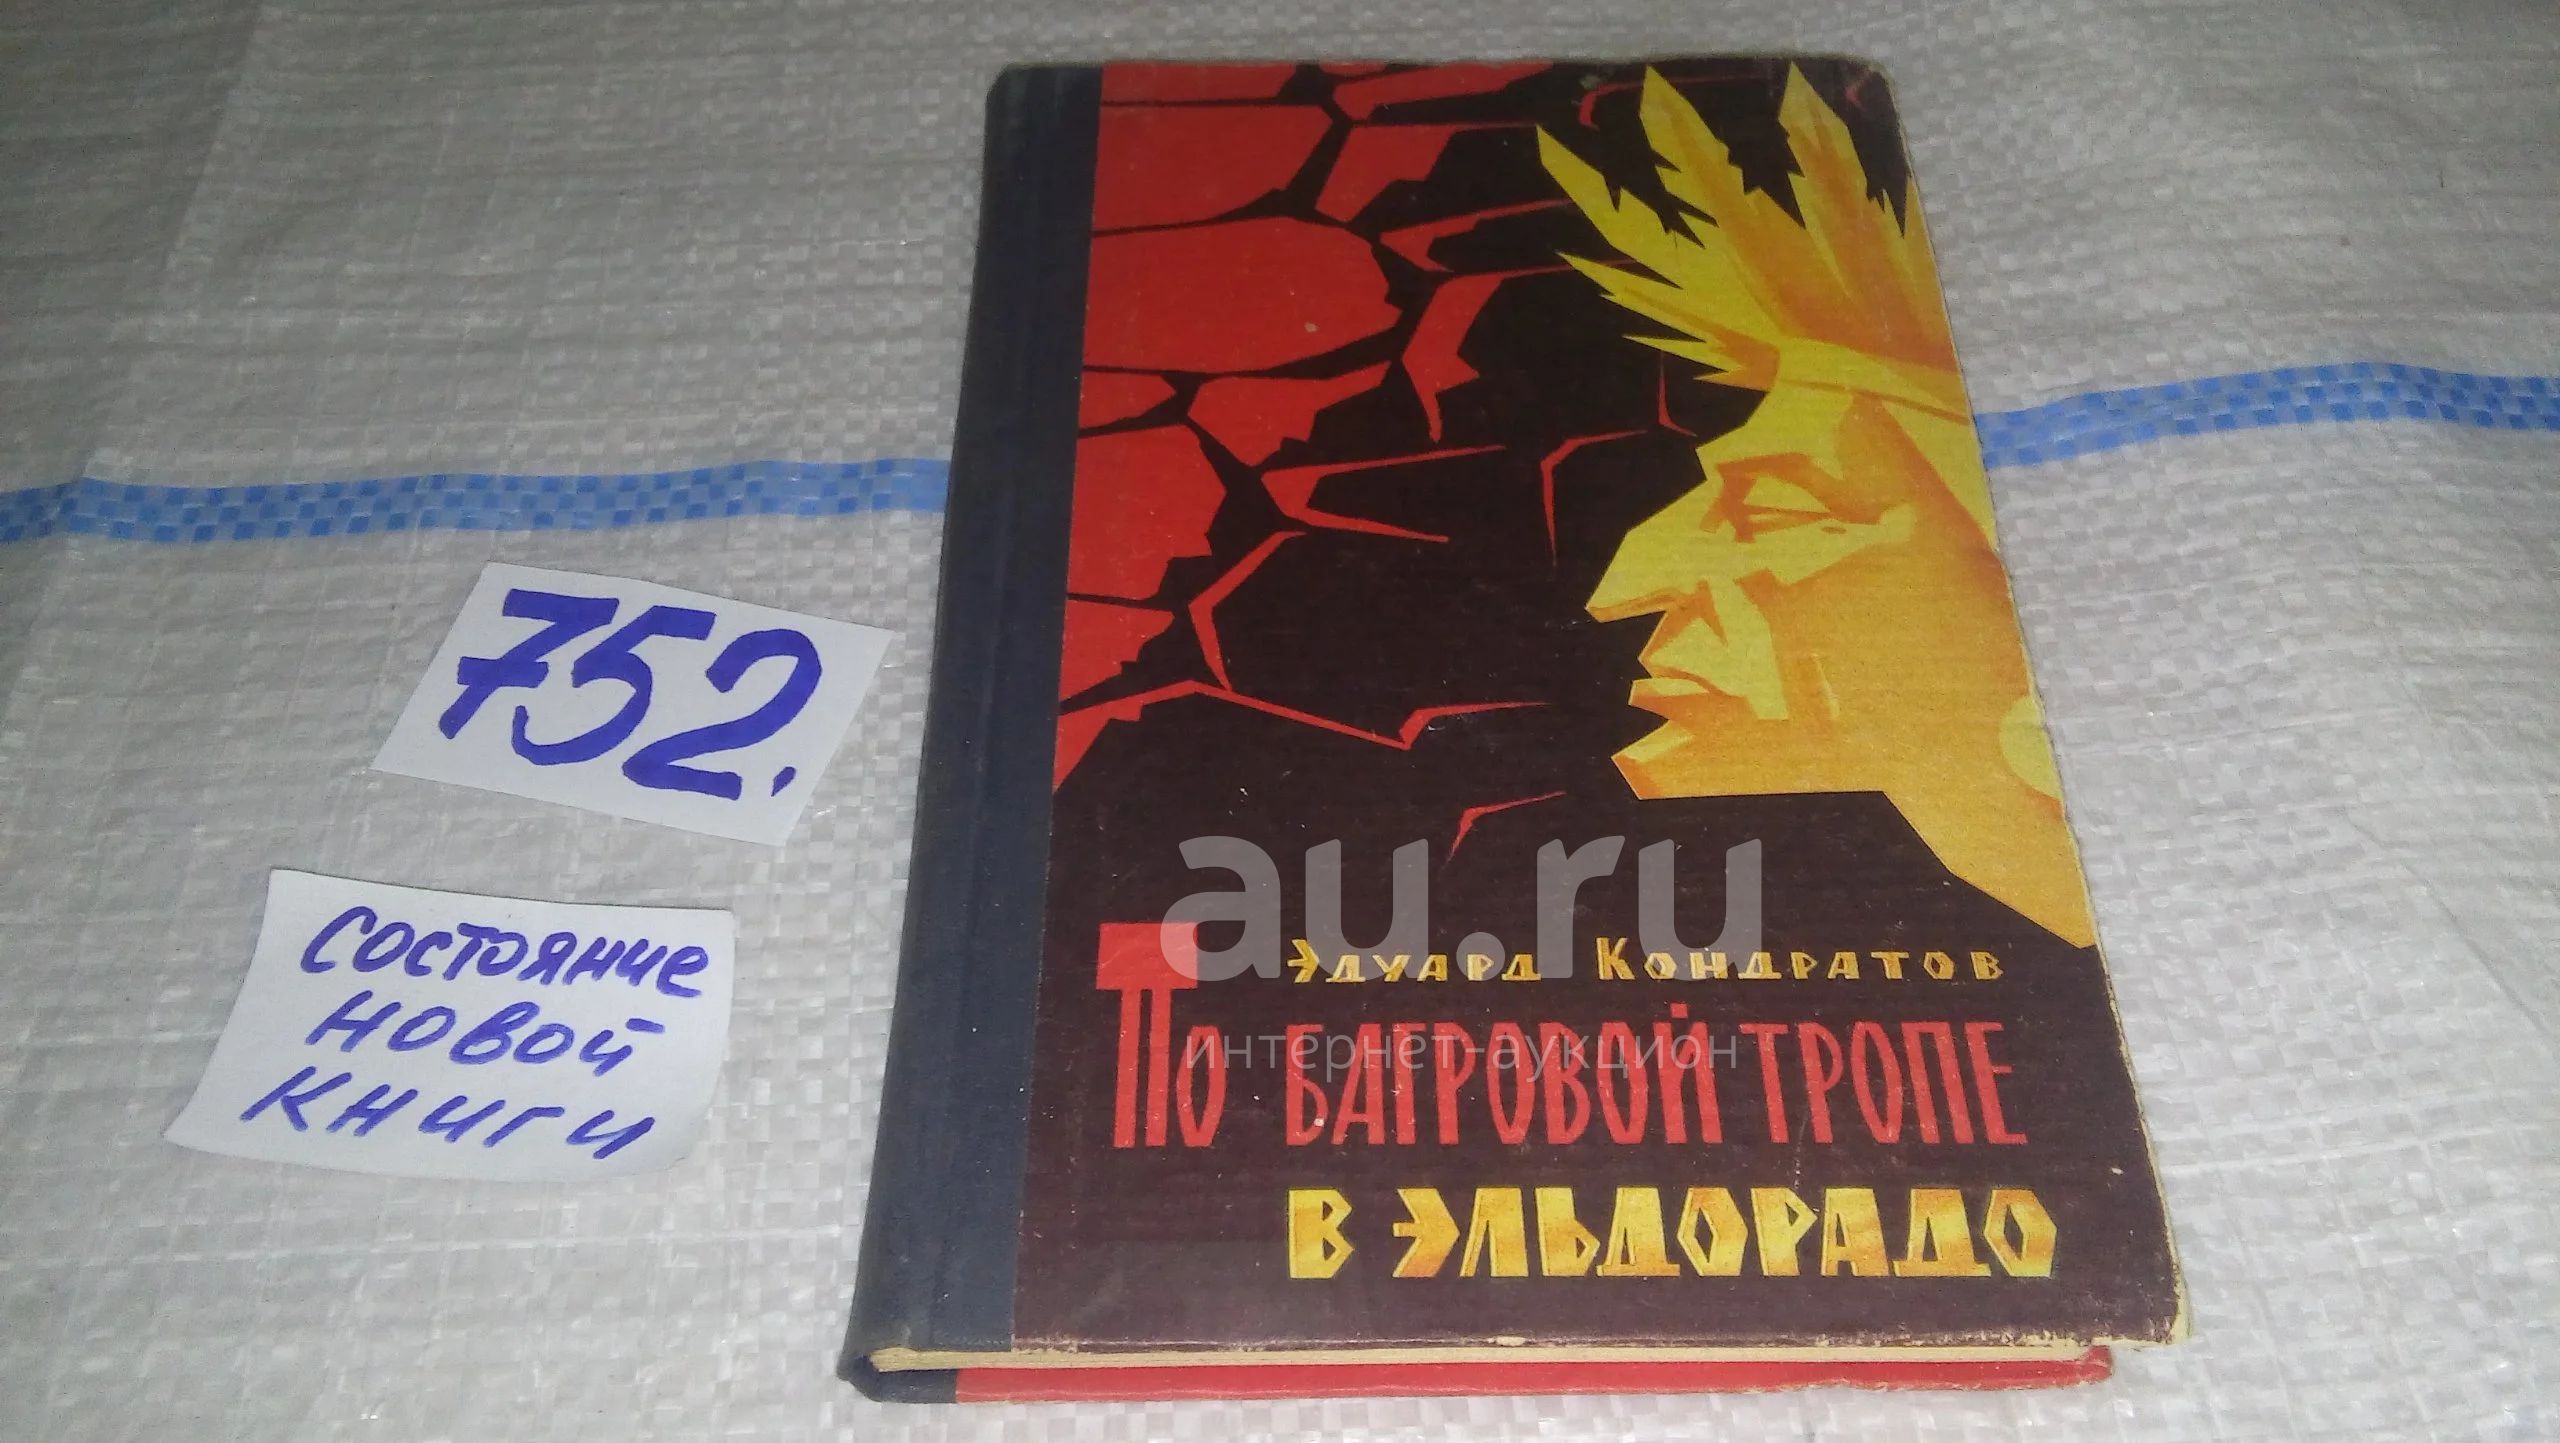 752.
состояние
новой
книги
au.ru
интернет-аукцион
Эдуард Кондратов
По багровой тропе
в Эльдорадо